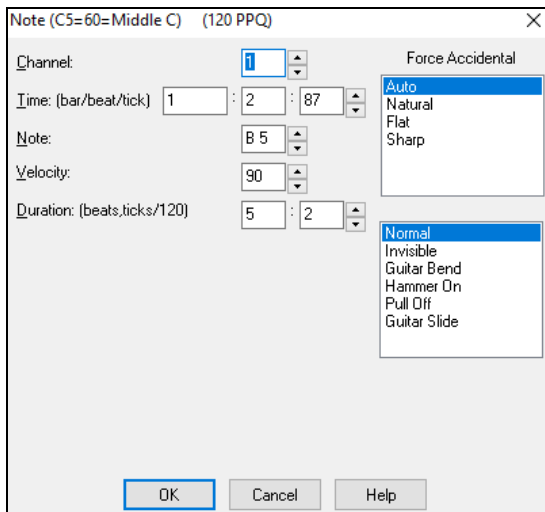 Note (C5=60=Middle C) (120 PPQ)
Channel: 1
Force Accidental
Time: (bar/beat/tick) 1 : 2 : 87
Auto
Natural
Flat
Sharp
Note: B 5
Velocity: 90
Duration: (beats,ticks/120) 5 : 2
Normal
Invisible
Guitar Bend
Hammer On
Pull Off
Guitar Slide
OK Cancel Help